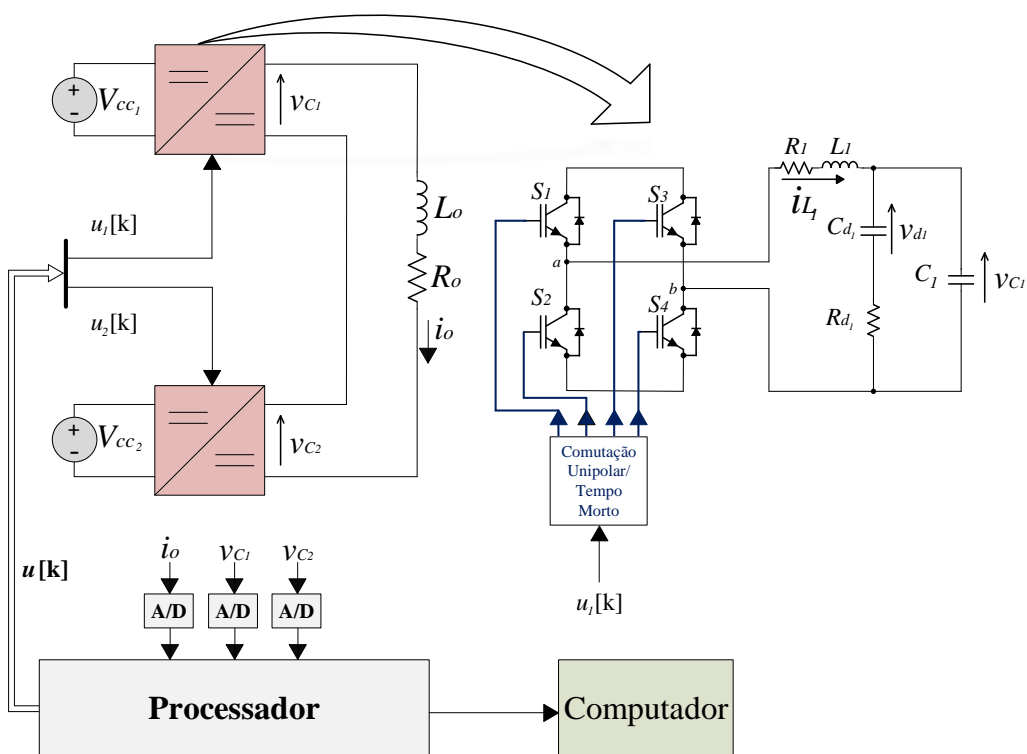 +
-
Vcc1
vC1
u1[k]
u2[k]
Lo
Ro
io
+
-
Vcc2
vC2
u[k]
io
vC1
vC2
A/D
A/D
A/D
Processador
Computador
S1
S3
a
S2
b
S4
Comutação
Unipolar/
Tempo
Morto
u1[k]
R1
L1
iL1
Cd1
vd1
C1
vC1
Rd1